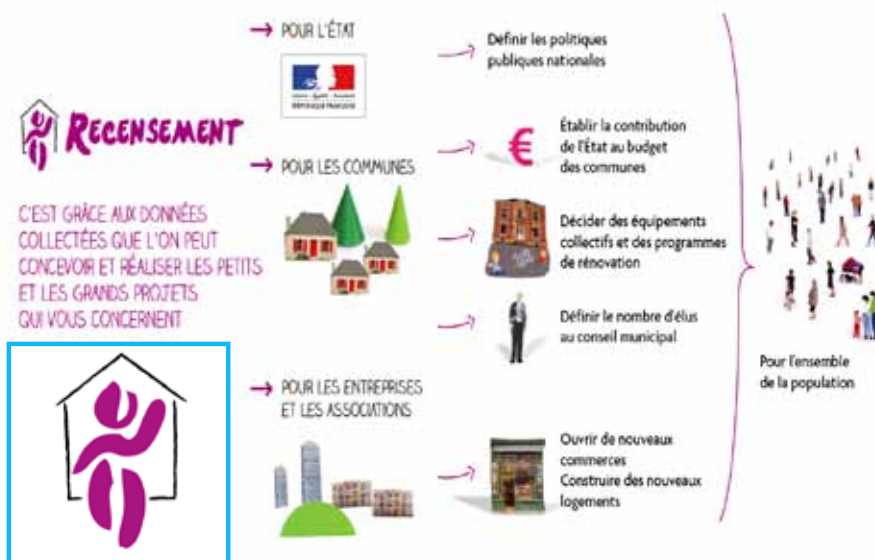 RECENSEMENT
C'EST GRÂCE AUX DONNÉES
COLLECTÉES QUE L'ON PEUT
CONCEVOIR ET RÉALISER LES PETITS
ET LES GRANDS PROJETS
QUI VOUS CONCERNENT
POUR L'ÉTAT
RÉPUBLIQUE FRANÇAISE
Définir les politiques
publiques nationales
POUR LES COMMUNES
€
Établir la contribution
de l'État au budget
des communes
Décider des équipements
collectifs et des programmes
de rénovation
Définir le nombre d'élus
au conseil municipal
POUR LES ENTREPRISES
ET LES ASSOCIATIONS
Ouvrir de nouveaux
commerces
Construire des nouveaux
logements
Pour l'ensemble
de la population